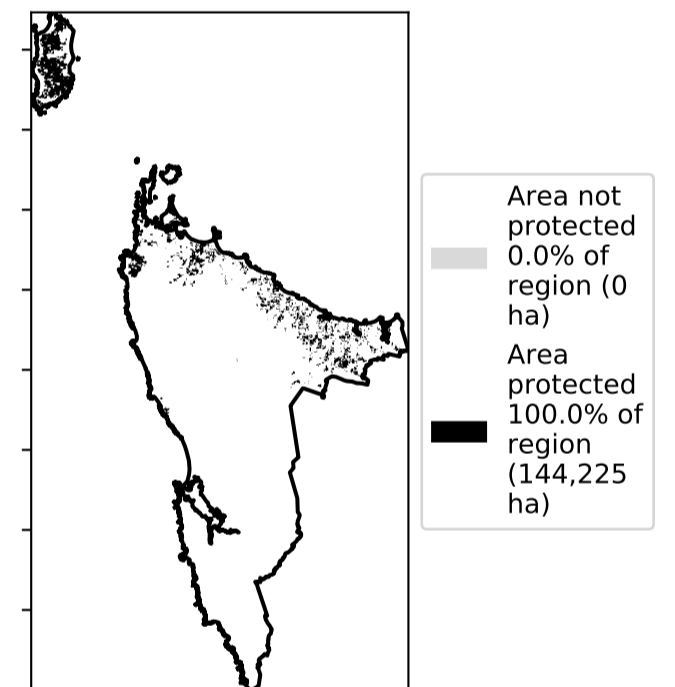 Area not
protected
0.0% of
region (0
ha)
Area
protected
100.0% of
region
(144,225
ha)